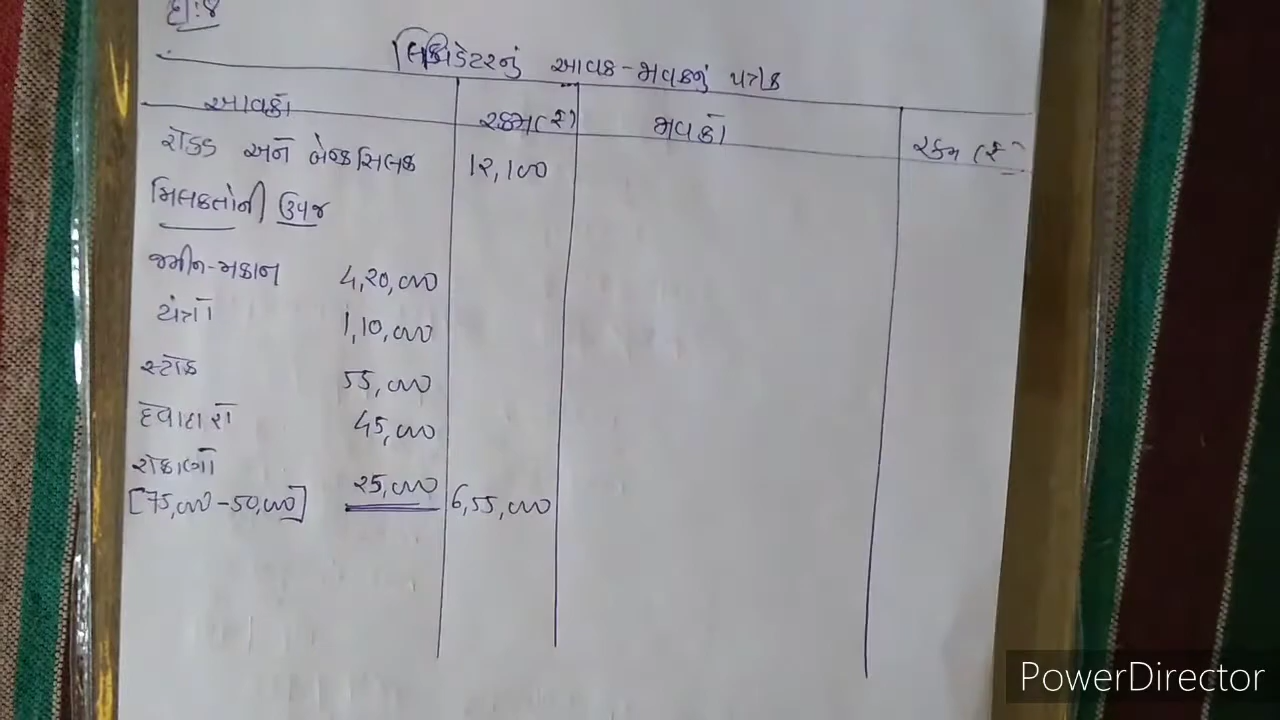 દા:૪
લિક્વિડેટરનું આવક-જાવકનું પત્રક
આવકો રકમ(₹) જાવકો રકમ (₹)
રોકડ અને બેન્ક સિલક 12,100
મિલકતોની ઉપજ
જમીન-મકાન 4,20,000
યંત્રો 1,10,000
સ્ટોક 55,000
દેવાદારો 45,000
રોકાણો
[75,000-50,000] 25,000 6,55,000
PowerDirector